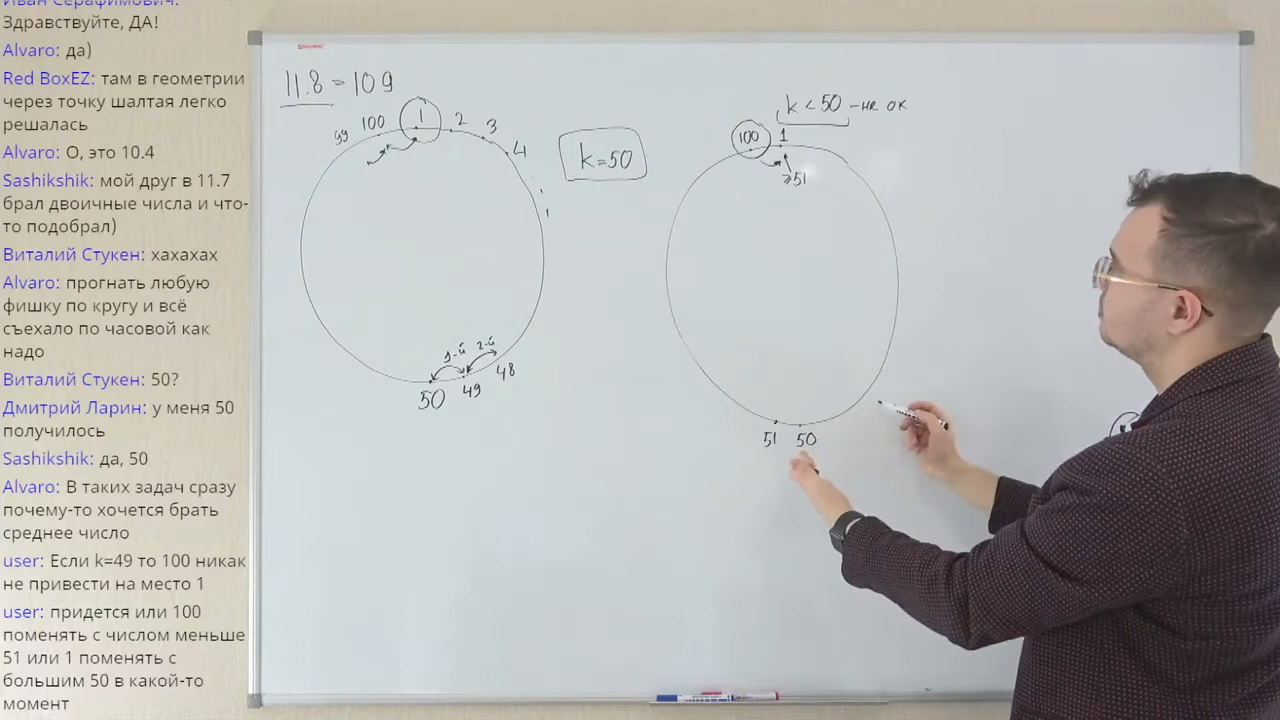 Иван Серафимович:
Здравствуйте, ДА!
Alvaro: да)
Red BoxEZ: там в геометрии
через точку шалтая легко
решалась
Alvaro: О, это 10.4
Sashikshik: мой друг в 11.7
брал двоичные числа и что-
то подобрал)
Виталий Стукен: хахахах
Alvaro: прогнать любую
фишку по кругу и всё
съехало по часовой как
надо
Виталий Стукен: 50?
Дмитрий Ларин: у меня 50
получилось
Sashikshik: да, 50
Alvaro: В таких задач сразу
почему-то хочется брать
среднее число
user: Если k=49 то 100 никак
не привести на место 1
user: придется или 100
поменять с числом меньше
51 или 1 поменять с
большим 50 в какой-то
момент
11.8 = 10.9
99 100 1 2 3 4
k=50
1-й 2-й
50 49 48
k < 50 - не ок
100 1
⩾51
51 50